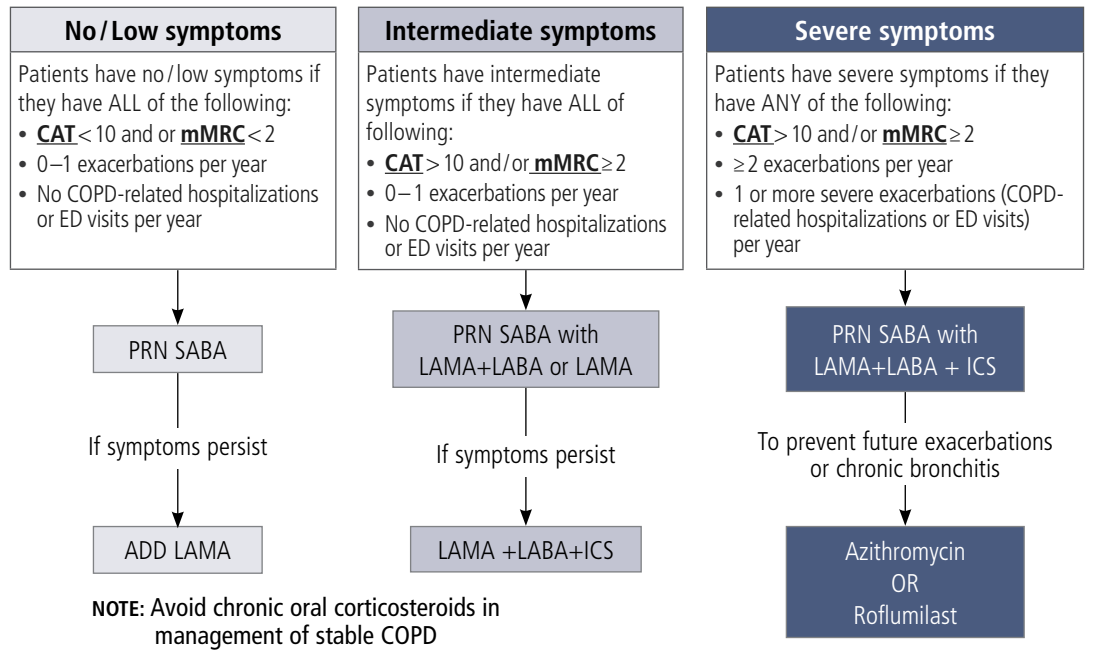 No/Low symptoms
Patients have no/low symptoms if
they have ALL of the following:
• CAT<10 and or mMRC<2
• 0–1 exacerbations per year
• No COPD-related hospitalizations
or ED visits per year
PRN SABA
If symptoms persist
ADD LAMA
Intermediate symptoms
Patients have intermediate
symptoms if they have ALL of
following:
• CAT>10 and/or mMRC≥2
• 0–1 exacerbations per year
• No COPD-related hospitalizations
or ED visits per year
PRN SABA with
LAMA+LABA or LAMA
If symptoms persist
LAMA +LABA+ICS
Severe symptoms
Patients have severe symptoms if they
have ANY of the following:
• CAT>10 and/or mMRC≥2
• ≥2 exacerbations per year
• 1 or more severe exacerbations (COPD-
related hospitalizations or ED visits)
per year
PRN SABA with
LAMA+LABA + ICS
To prevent future exacerbations
or chronic bronchitis
Azithromycin
OR
Roflumilast
NOTE: Avoid chronic oral corticosteroids in
management of stable COPD